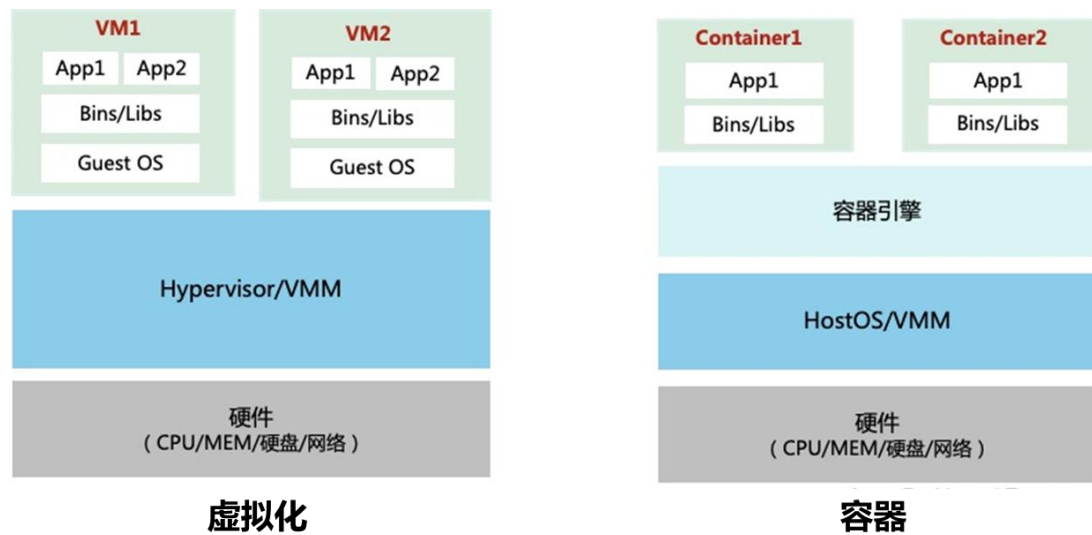 VM1
App1 App2
Bins/Libs
Guest OS
VM2
App1 App2
Bins/Libs
Guest OS
Hypervisor/VMM
硬件
（CPU/MEM/硬盘/网络）
虚拟化
Container1
App1
Bins/Libs
Container2
App1
Bins/Libs
容器引擎
HostOS/VMM
硬件
（CPU/MEM/硬盘/网络）
容器